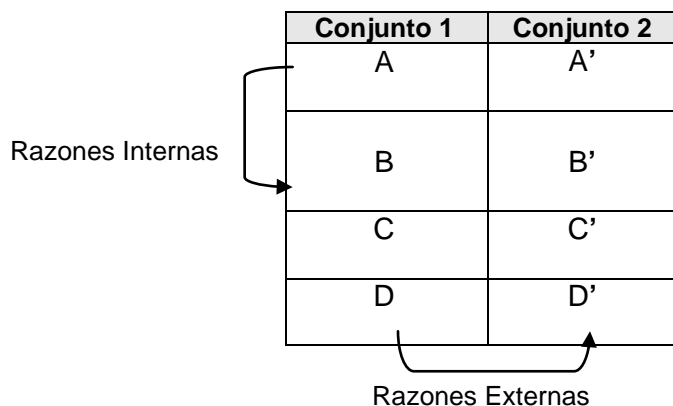 Conjunto 1 Conjunto 2
A A’
Razones Internas
B B’
C C’
D D’
Razones Externas